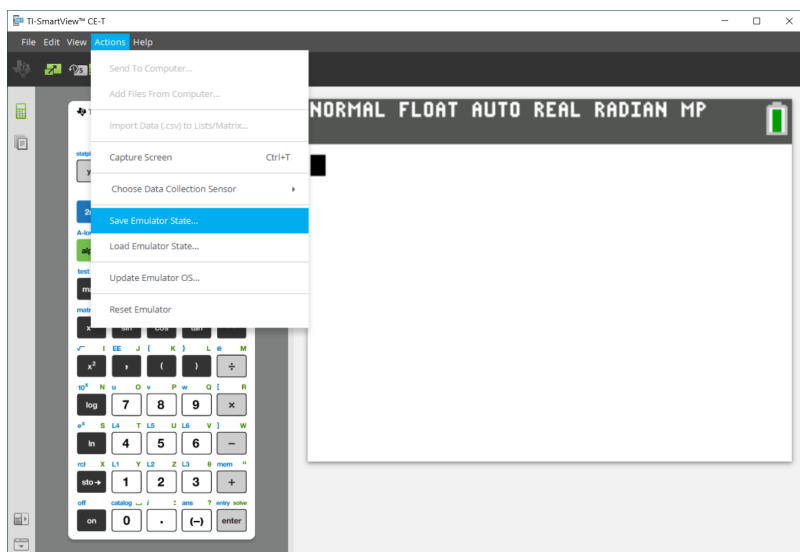 TI-SmartView™ CE-T
File Edit View Actions Help
Send To Computer...
Add Files From Computer...
Import Data (.csv) to Lists/Matrix...
Capture Screen Ctrl+T
Choose Data Collection Sensor
Save Emulator State...
Load Emulator State...
Update Emulator OS...
Reset Emulator
NORMAL FLOAT AUTO REAL RADIAN MP
test
sin cos tan
√ I EE J { K } L e M
x² , ( ) ÷
10ˣ N u O v P w Q [ R
log 7 8 9 ×
eˣ S L4 T L5 U L6 V ] W
ln 4 5 6 −
rcl X L1 Y L2 Z L3 θ mem "
sto→ 1 2 3 +
off catalog ⎵ i : ans ? entry solve
on 0 . (−) enter